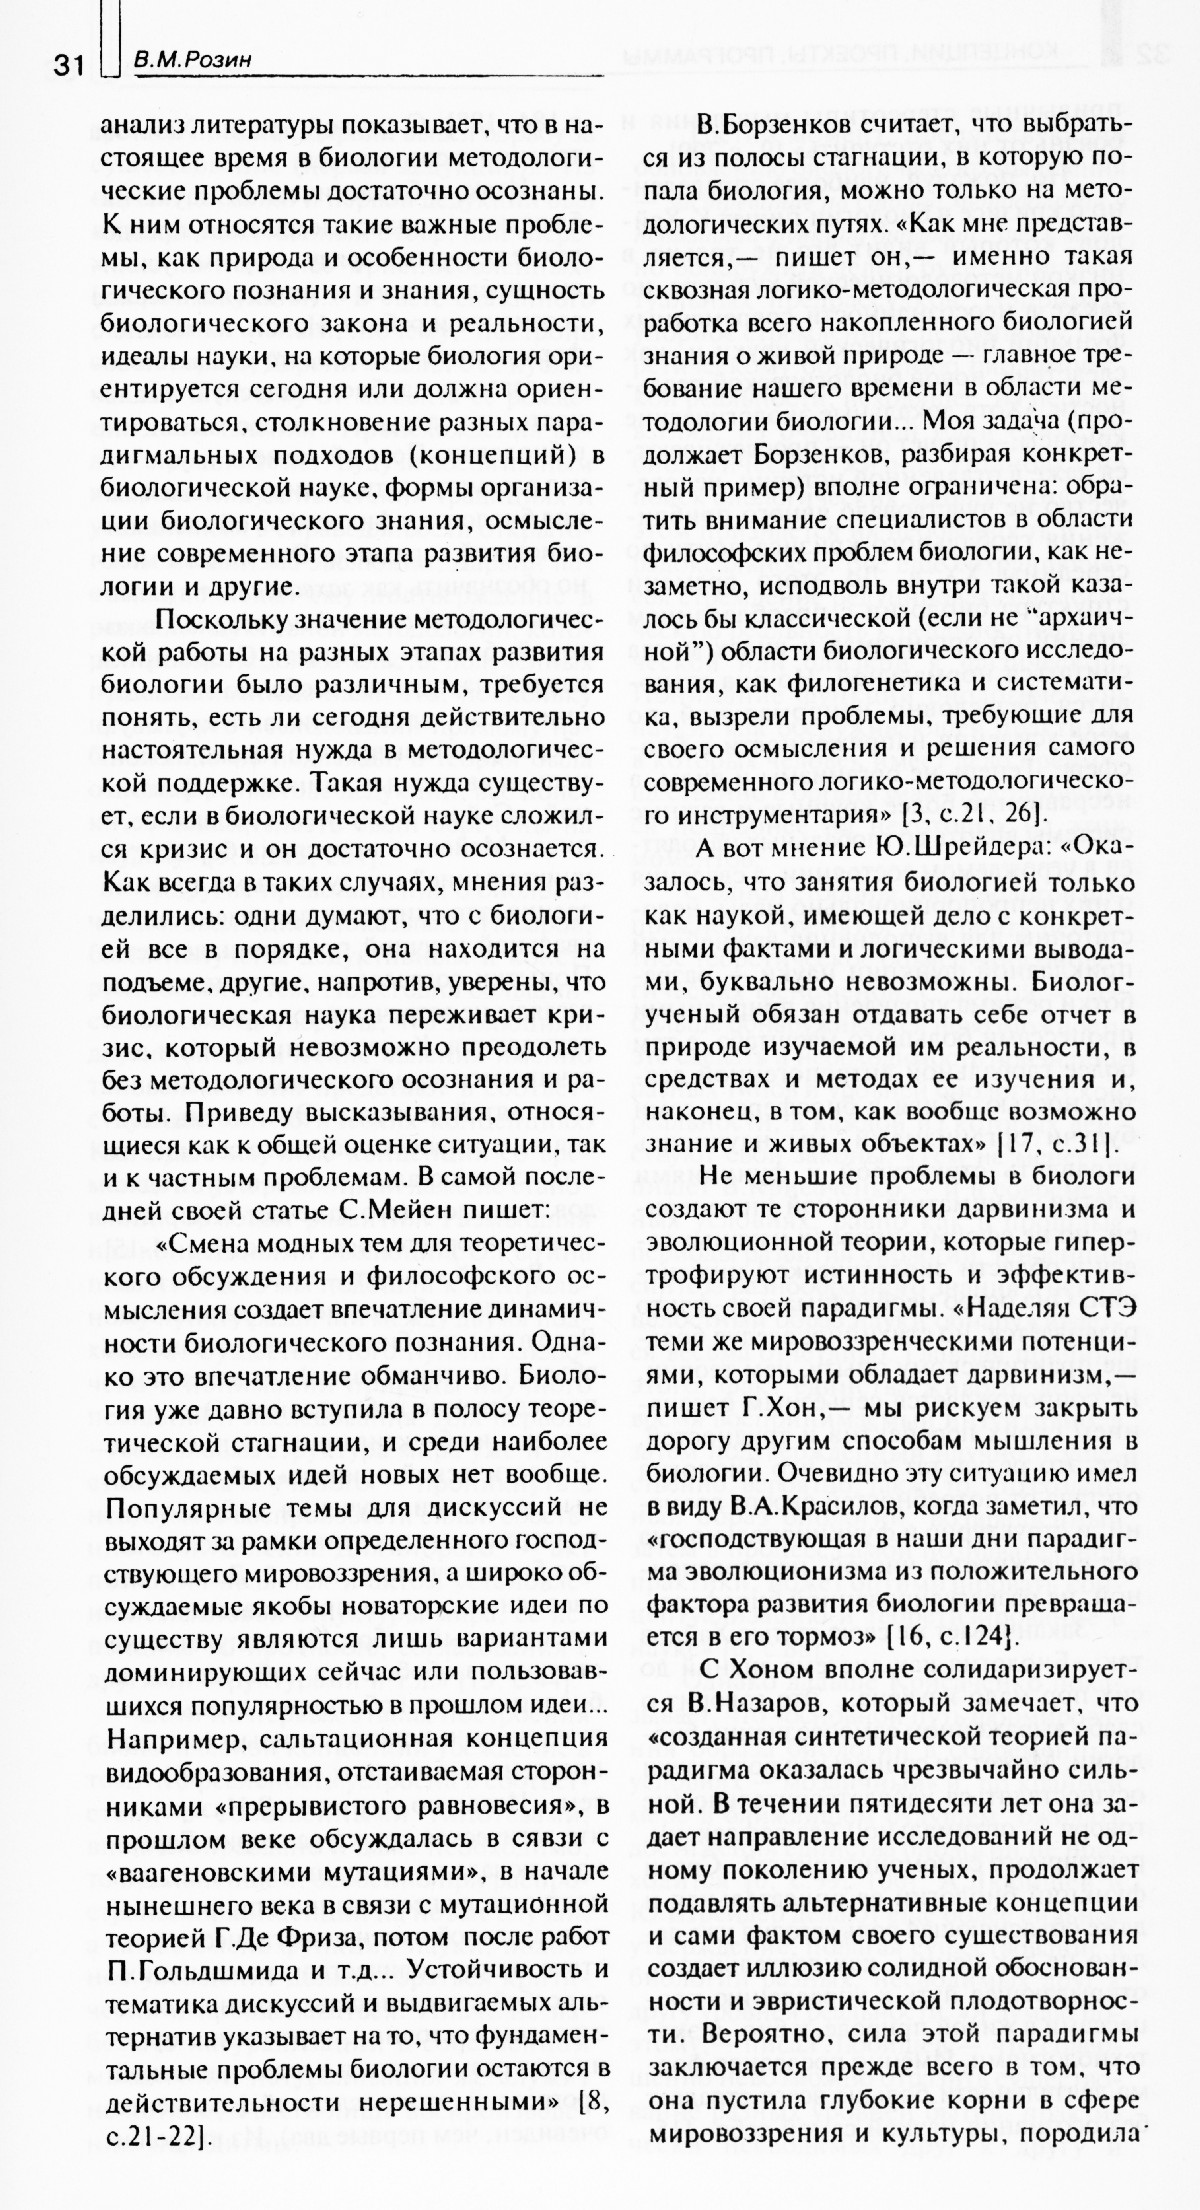 31
В.М.Розин
анализ литературы показывает, что в на-
стоящее время в биологии методологи-
ческие проблемы достаточно осознаны.
К ним относятся такие важные пробле-
мы, как природа и особенности биоло-
гического познания и знания, сущность
биологического закона и реальности,
идеалы науки, на которые биология ори-
ентируется сегодня или должна ориен-
тироваться, столкновение разных пара-
дигмальных подходов (концепций) в
биологической науке, формы организа-
ции биологического знания, осмысле-
ние современного этапа развития био-
логии и другие.
Поскольку значение методологичес-
кой работы на разных этапах развития
биологии было различным, требуется
понять, есть ли сегодня действительно
настоятельная нужда в методологичес-
кой поддержке. Такая нужда существу-
ет, если в биологической науке сложил-
ся кризис и он достаточно осознается.
Как всегда в таких случаях, мнения раз-
делились: одни думают, что с биологи-
ей все в порядке, она находится на
подъеме, другие, напротив, уверены, что
биологическая наука переживает кри-
зис, который невозможно преодолеть
без методологического осознания и ра-
боты. Приведу высказывания, относя-
щиеся как к общей оценке ситуации, так
и к частным проблемам. В самой после-
дней своей статье С.Мейен пишет:
«Смена модных тем для теоретичес-
кого обсуждения и философского ос-
мысления создает впечатление динамич-
ности биологического познания. Одна-
ко это впечатление обманчиво. Биоло-
гия уже давно вступила в полосу теоре-
тической стагнации, и среди наиболее
обсуждаемых идей новых нет вообще.
Популярные темы для дискуссий не
выходят за рамки определенного господ-
ствующего мировоззрения, а широко об-
суждаемые якобы новаторские идеи по
существу являются лишь вариантами
доминирующих сейчас или пользовав-
шихся популярностью в прошлом идеи...
Например, сальтационная концепция
видообразования, отстаиваемая сторон-
никами «прерывистого равновесия», в
прошлом веке обсуждалась в сявзи с
«ваагеновскими мутациями», в начале
нынешнего века в связи с мутационной
теорией Г.Де Фриза, потом после работ
П.Гольдшмида и т.д... Устойчивость и
тематика дискуссий и выдвигаемых аль-
тернатив указывает на то, что фундамен-
тальные проблемы биологии остаются в
действительности нерешенными» [8,
с.21-22].
В.Борзенков считает, что выбрать-
ся из полосы стагнации, в которую по-
пала биология, можно только на мето-
дологических путях. «Как мне представ-
ляется,— пишет он,— именно такая
сквозная логико-методологическая про-
работка всего накопленного биологией
знания о живой природе — главное тре-
бование нашего времени в области ме-
тодологии биологии... Моя задача (про-
должает Борзенков, разбирая конкрет-
ный пример) вполне ограничена: обра-
тить внимание специалистов в области
философских проблем биологии, как не-
заметно, исподволь внутри такой каза-
лось бы классической (если не “архаич-
ной”) области биологического исследо-
вания, как филогенетика и системати-
ка, вызрели проблемы, требующие для
своего осмысления и решения самого
современного логико-методологическо-
го инструментария» [3, с.21, 26].
А вот мнение Ю.Шрейдера: «Ока-
залось, что занятия биологией только
как наукой, имеющей дело с конкрет-
ными фактами и логическими вывода-
ми, буквально невозможны. Биолог-
ученый обязан отдавать себе отчет в
природе изучаемой им реальности, в
средствах и методах ее изучения и,
наконец, в том, как вообще возможно
знание и живых объектах» [17, с.31].
Не меньшие проблемы в биологи
создают те сторонники дарвинизма и
эволюционной теории, которые гипер-
трофируют истинность и эффектив-
ность своей парадигмы. «Наделяя СТЭ
теми же мировоззренческими потенци-
ями, которыми обладает дарвинизм,—
пишет Г.Хон,— мы рискуем закрыть
дорогу другим способам мышления в
биологии. Очевидно эту ситуацию имел
в виду В.А.Красилов, когда заметил, что
«господствующая в наши дни парадиг-
ма эволюционизма из положительного
фактора развития биологии превраща-
ется в его тормоз» [16, с.124].
С Хоном вполне солидаризирует-
ся В.Назаров, который замечает, что
«созданная синтетической теорией па-
радигма оказалась чрезвычайно силь-
ной. В течении пятидесяти лет она за-
дает направление исследований не од-
ному поколению ученых, продолжает
подавлять альтернативные концепции
и сами фактом своего существования
создает иллюзию солидной обоснован-
ности и эвристической плодотворнос-
ти. Вероятно, сила этой парадигмы
заключается прежде всего в том, что
она пустила глубокие корни в сфере
мировоззрения и культуры, породила